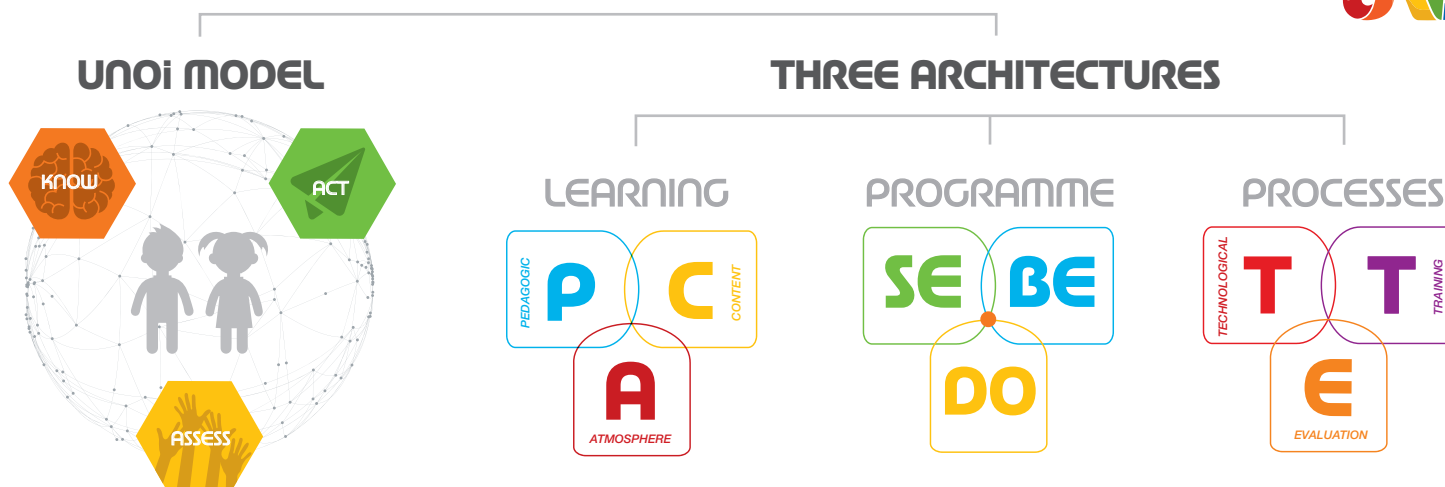 UNOi MODEL
KNOW
ACT
ASSESS
THREE ARCHITECTURES
LEARNING
PEDAGOGIC
P
C
CONTENT
A
ATMOSPHERE
PROGRAMME
SE
BE
DO
PROCESSES
TECHNOLOGICAL
T
T
TRAINING
E
EVALUATION